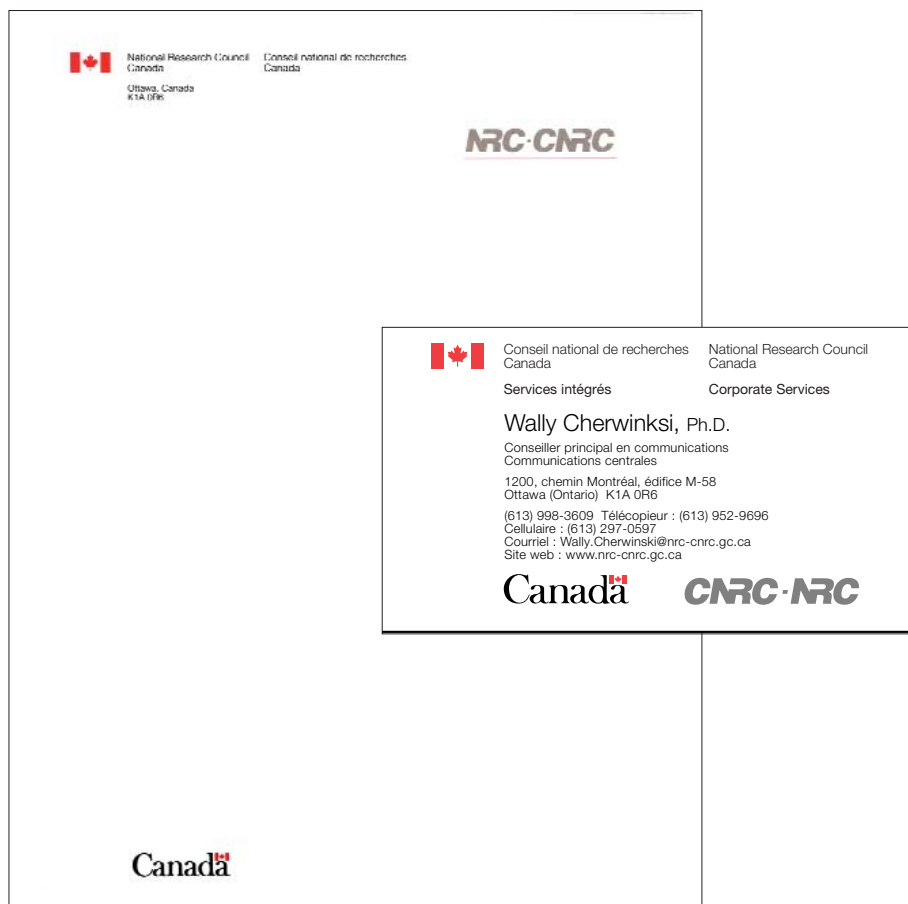 National Research Council Conseil national de recherches
Canada Canada
Ottawa, Canada
K1A 0R6
NRC·CNRC
Conseil national de recherches National Research Council
Canada Canada
Services intégrés Corporate Services
Wally Cherwinksi, Ph.D.
Conseiller principal en communications
Communications centrales
1200, chemin Montréal, édifice M-58
Ottawa (Ontario) K1A 0R6
(613) 998-3609 Télécopieur : (613) 952-9696
Cellulaire : (613) 297-0597
Courriel : Wally.Cherwinski@nrc-cnrc.gc.ca
Site web : www.nrc-cnrc.gc.ca
Canada CNRC·NRC
Canada